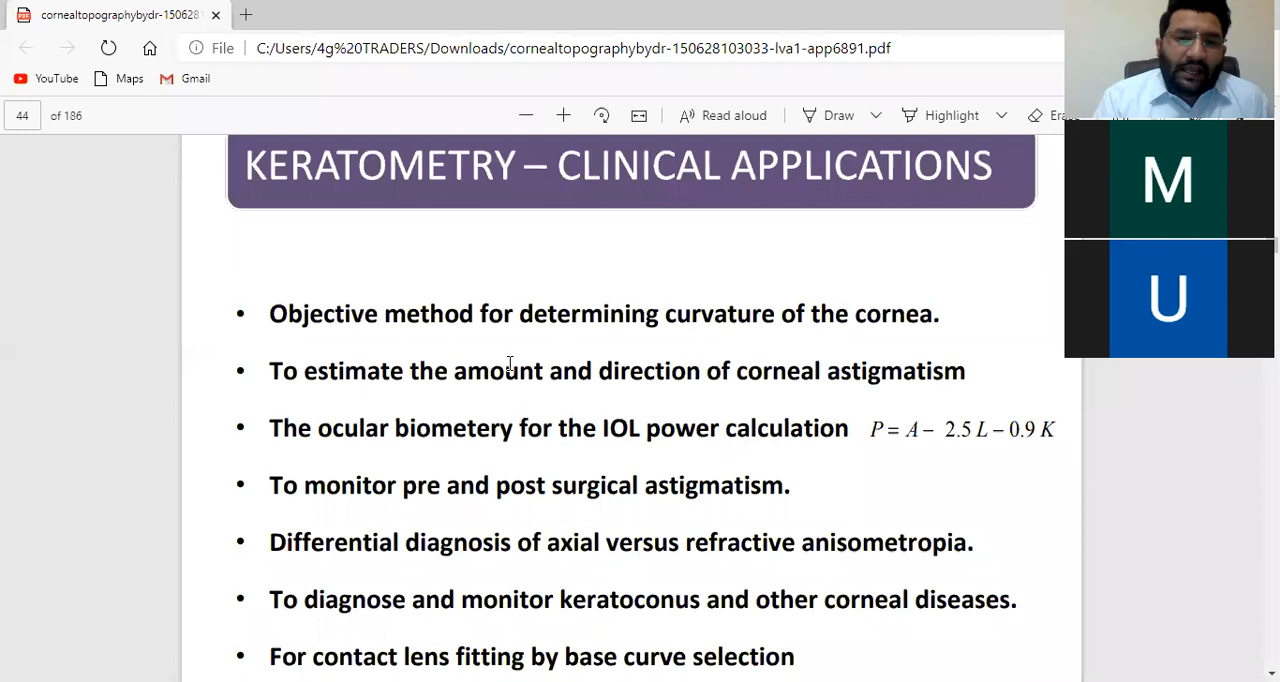 cornealtopographybydr-1506281
File C:/Users/4g%20TRADERS/Downloads/cornealtopographybydr-150628103033-lva1-app6891.pdf
YouTube Maps Gmail
44 of 186 Read aloud Draw Highlight
KERATOMETRY – CLINICAL APPLICATIONS
M
U
• Objective method for determining curvature of the cornea.
• To estimate the amount and direction of corneal astigmatism
• The ocular biometery for the IOL power calculation P = A – 2.5 L – 0.9 K
• To monitor pre and post surgical astigmatism.
• Differential diagnosis of axial versus refractive anisometropia.
• To diagnose and monitor keratoconus and other corneal diseases.
• For contact lens fitting by base curve selection